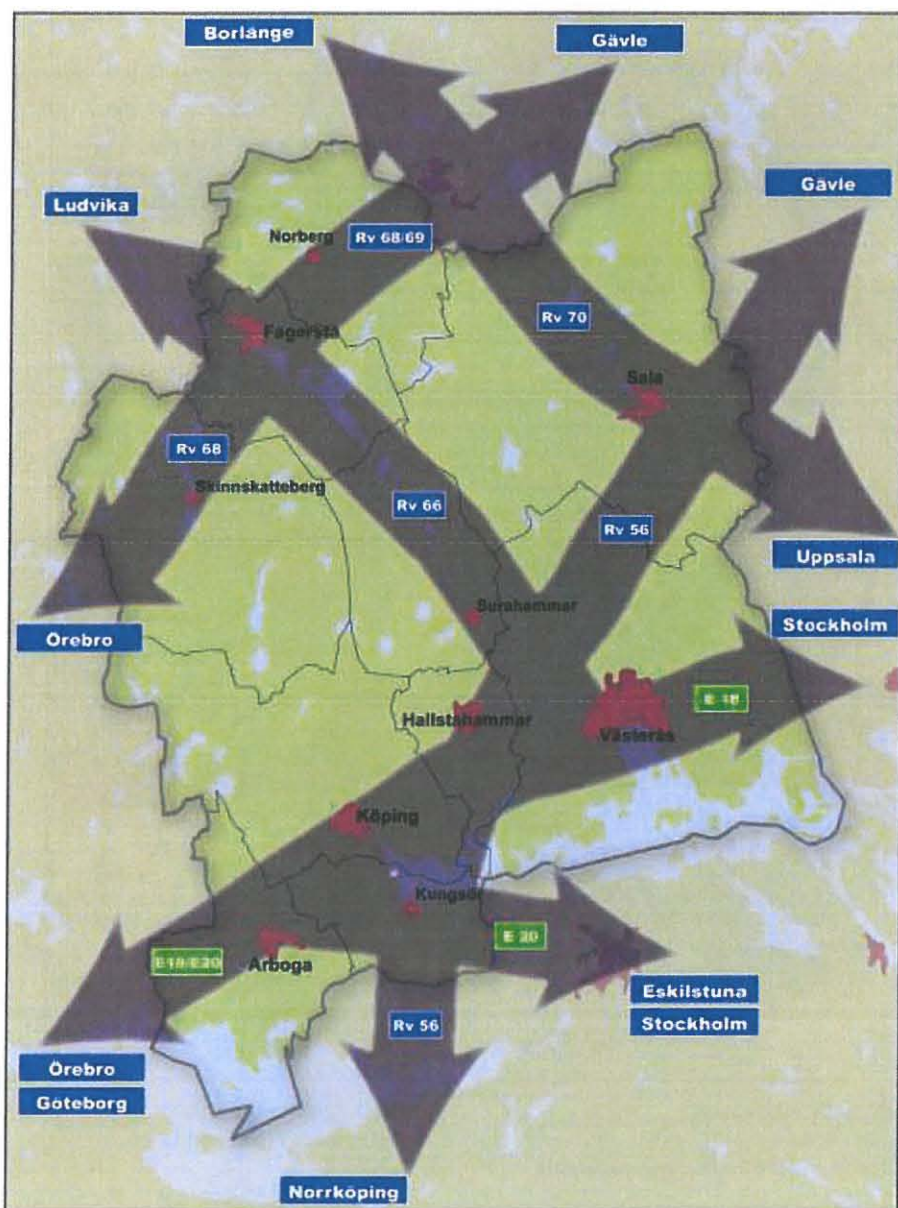 Borlänge
Gävle
Gävle
Ludvika
Norberg
Rv 68/69
Fagersta
Rv 70
Sala
Rv 68
Skinnskatteberg
Rv 66
Rv 56
Uppsala
Surahammar
Stockholm
Örebro
E 18
Hallstahammar
Västerås
Köping
Kungsör
E 20
E18/E20
Arboga
Eskilstuna
Stockholm
Rv 56
Örebro
Göteborg
Norrköping